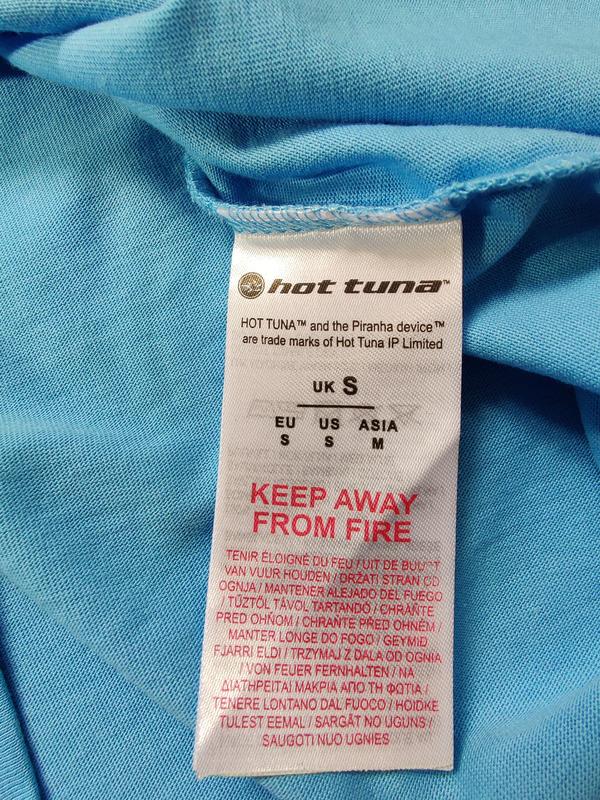 hot tuna™
HOT TUNA™ and the Piranha device™
are trade marks of Hot Tuna IP Limited
UK S
EU US ASIA
S S M
KEEP AWAY
FROM FIRE
TENIR ÉLOIGNÉ DU FEU / UIT DE BUURT
VAN VUUR HOUDEN / DRŽATI STRAN OD
OGNJA / MANTENER ALEJADO DEL FUEGO
/ TŰZTŐL TÁVOL TARTANDÓ / CHRAŇTE
PRED OHŇOM / CHRAŇTE PŘED OHNĚM /
MANTER LONGE DO FOGO / GEYMIÐ
FJARRI ELDI / TRZYMAJ Z DALA OD OGNIA
/ VON FEUER FERNHALTEN / ΝΑ
ΔΙΑΤΗΡΕΙΤΑΙ ΜΑΚΡΙΑ ΑΠΟ ΤΗ ΦΩΤΙΑ /
TENERE LONTANO DAL FUOCO / HOIDKE
TULEST EEMAL / SARGĀT NO UGUNS /
SAUGOTI NUO UGNIES